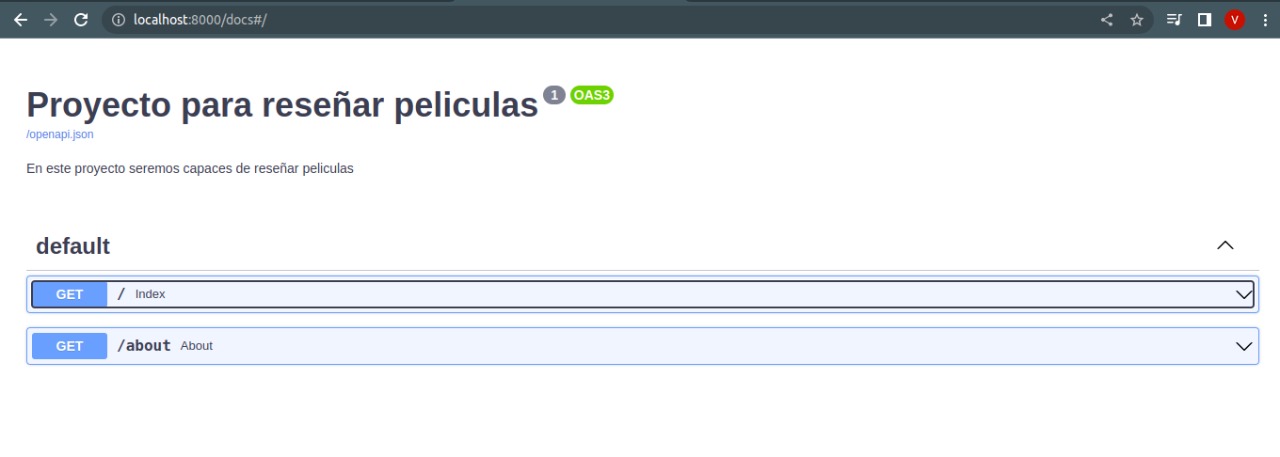 localhost:8000/docs#/
V
Proyecto para reseñar peliculas 1 OAS3
/openapi.json
En este proyecto seremos capaces de reseñar peliculas
default
GET / Index
GET /about About